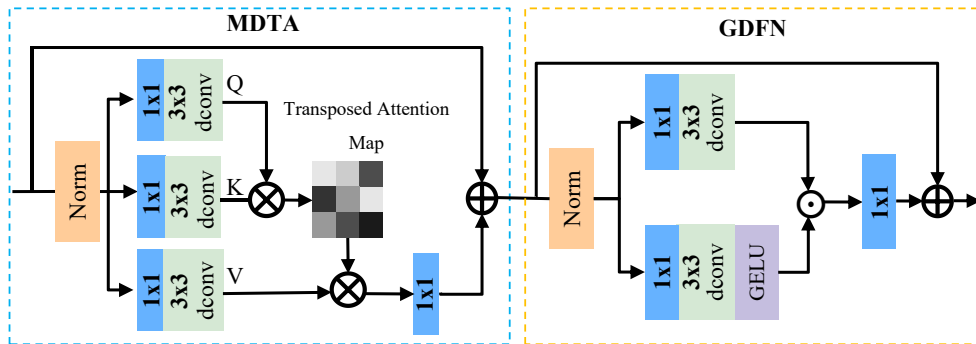 MDTA
GDFN
Norm
1x1
3x3
dconv
Q
1x1
3x3
dconv
K
1x1
3x3
dconv
V
Transposed Attention
Map
1x1
Norm
1x1
3x3
dconv
1x1
3x3
dconv
GELU
1x1